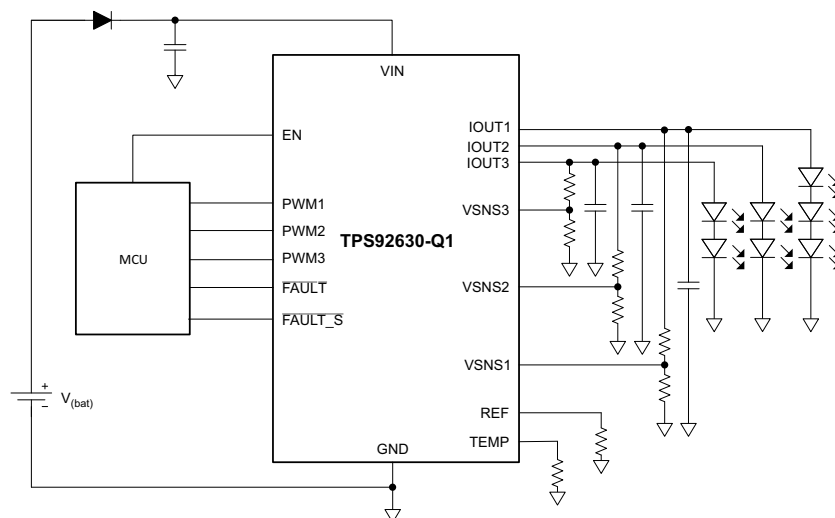 VIN
EN
IOUT1
IOUT2
IOUT3
PWM1
PWM2
PWM3
FAULT
FAULT_S
VSNS3
TPS92630-Q1
MCU
VSNS2
VSNS1
REF
TEMP
GND
+
V(bat)
−